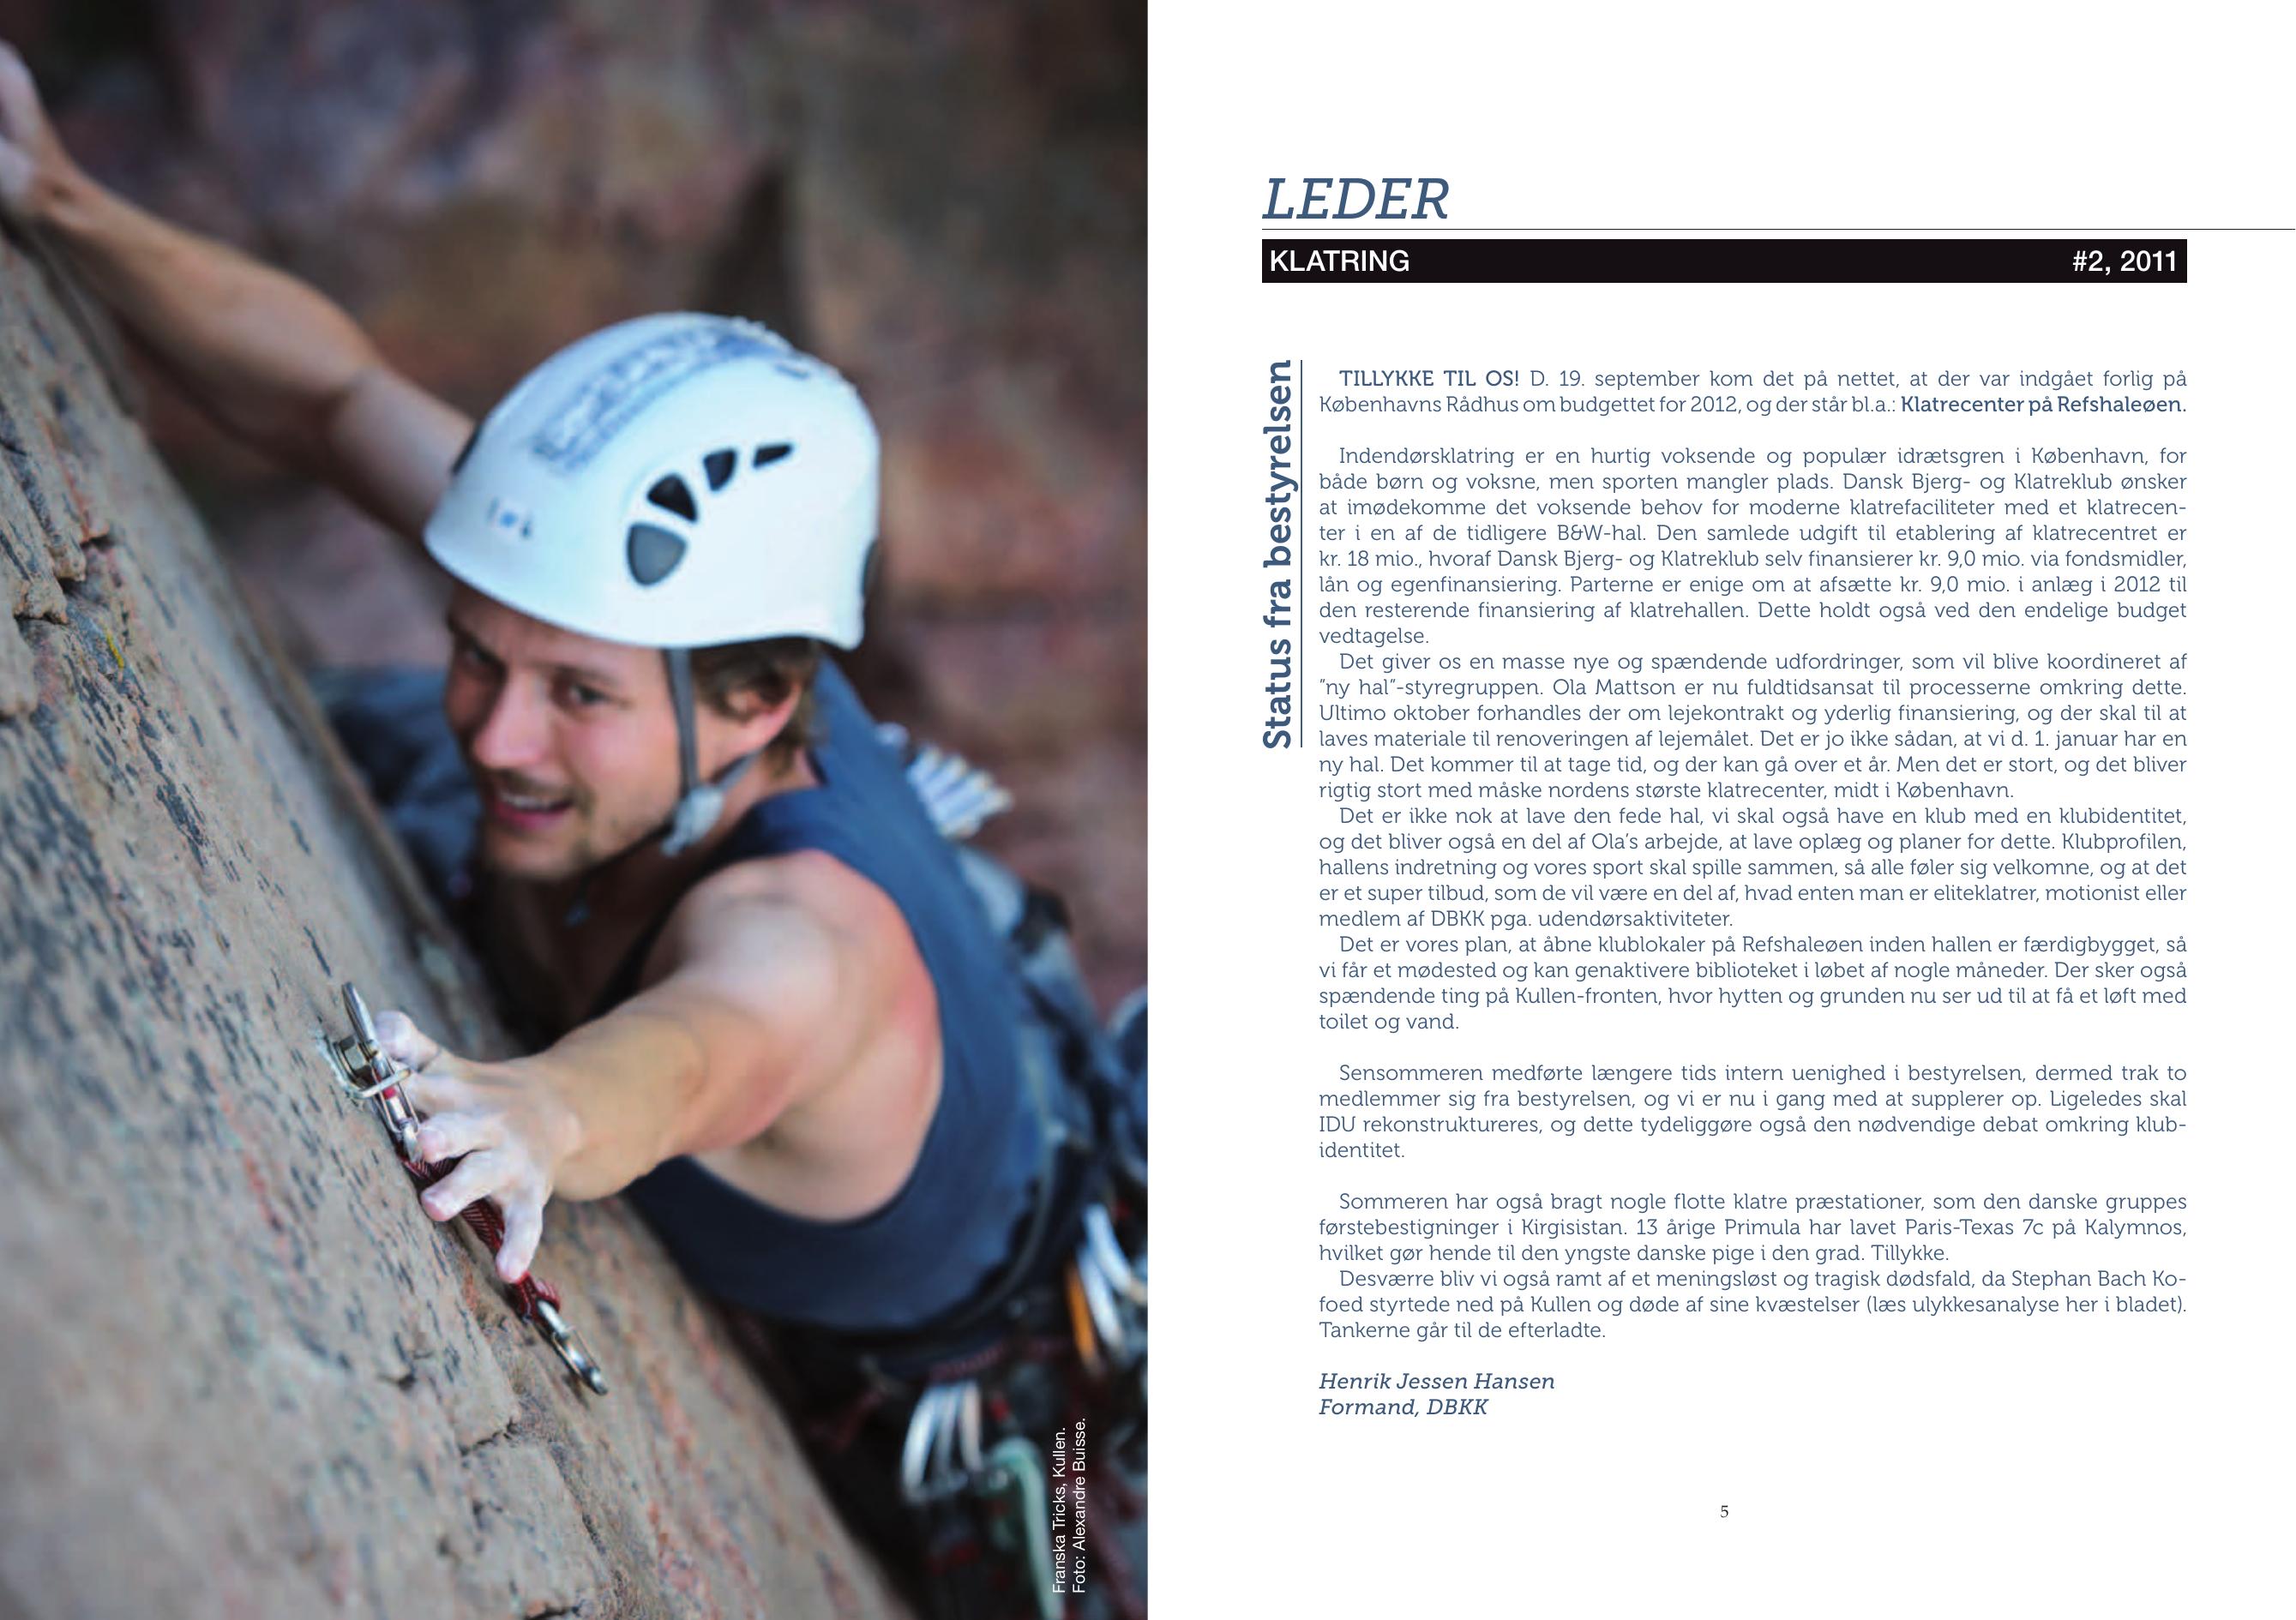 Franska Tricks, Kullen.
Foto: Alexandre Buisse.
LEDER
KLATRING #2, 2011
Status fra bestyrelsen
TILLYKKE TIL OS! D. 19. september kom det på nettet, at der var indgået forlig på
Københavns Rådhus om budgettet for 2012, og der står bl.a.: Klatrecenter på Refshaleøen.
Indendørsklatring er en hurtig voksende og populær idrætsgren i København, for
både børn og voksne, men sporten mangler plads. Dansk Bjerg- og Klatreklub ønsker
at imødekomme det voksende behov for moderne klatrefaciliteter med et klatrecen-
ter i en af de tidligere B&W-hal. Den samlede udgift til etablering af klatrecentret er
kr. 18 mio., hvoraf Dansk Bjerg- og Klatreklub selv finansierer kr. 9,0 mio. via fondsmidler,
lån og egenfinansiering. Parterne er enige om at afsætte kr. 9,0 mio. i anlæg i 2012 til
den resterende finansiering af klatrehallen. Dette holdt også ved den endelige budget
vedtagelse.
Det giver os en masse nye og spændende udfordringer, som vil blive koordineret af
”ny hal”-styregruppen. Ola Mattson er nu fuldtidsansat til processerne omkring dette.
Ultimo oktober forhandles der om lejekontrakt og yderlig finansiering, og der skal til at
laves materiale til renoveringen af lejemålet. Det er jo ikke sådan, at vi d. 1. januar har en
ny hal. Det kommer til at tage tid, og der kan gå over et år. Men det er stort, og det bliver
rigtig stort med måske nordens største klatrecenter, midt i København.
Det er ikke nok at lave den fede hal, vi skal også have en klub med en klubidentitet,
og det bliver også en del af Ola’s arbejde, at lave oplæg og planer for dette. Klubprofilen,
hallens indretning og vores sport skal spille sammen, så alle føler sig velkomne, og at det
er et super tilbud, som de vil være en del af, hvad enten man er eliteklatrer, motionist eller
medlem af DBKK pga. udendørsaktiviteter.
Det er vores plan, at åbne klublokaler på Refshaleøen inden hallen er færdigbygget, så
vi får et mødested og kan genaktivere biblioteket i løbet af nogle måneder. Der sker også
spændende ting på Kullen-fronten, hvor hytten og grunden nu ser ud til at få et løft med
toilet og vand.
Sensommeren medførte længere tids intern uenighed i bestyrelsen, dermed trak to
medlemmer sig fra bestyrelsen, og vi er nu i gang med at supplerer op. Ligeledes skal
IDU rekonstruktureres, og dette tydeliggøre også den nødvendige debat omkring klub-
identitet.
Sommeren har også bragt nogle flotte klatre præstationer, som den danske gruppes
førstebestigninger i Kirgisistan. 13 årige Primula har lavet Paris-Texas 7c på Kalymnos,
hvilket gør hende til den yngste danske pige i den grad. Tillykke.
Desværre bliv vi også ramt af et meningsløst og tragisk dødsfald, da Stephan Bach Ko-
foed styrtede ned på Kullen og døde af sine kvæstelser (læs ulykkesanalyse her i bladet).
Tankerne går til de efterladte.
Henrik Jessen Hansen
Formand, DBKK
5